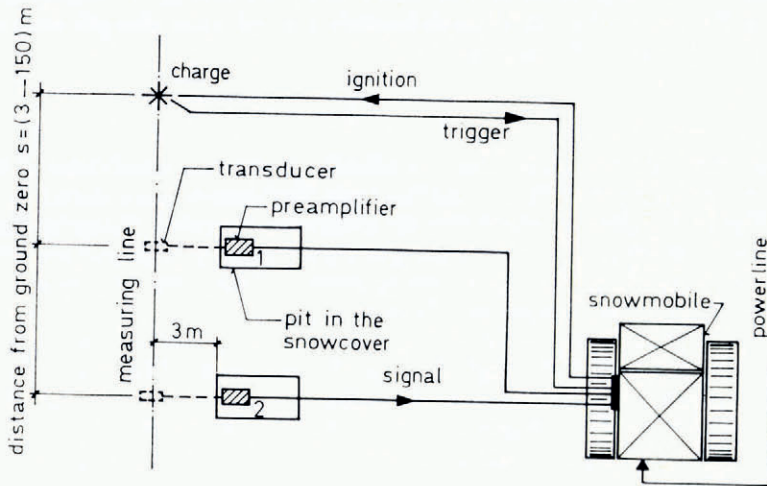 distance from ground zero s=(3—150)m
measuring line
charge
ignition
trigger
transducer
preamplifier
1
pit in the
snowcover
3m
2
signal
snowmobile
powerline